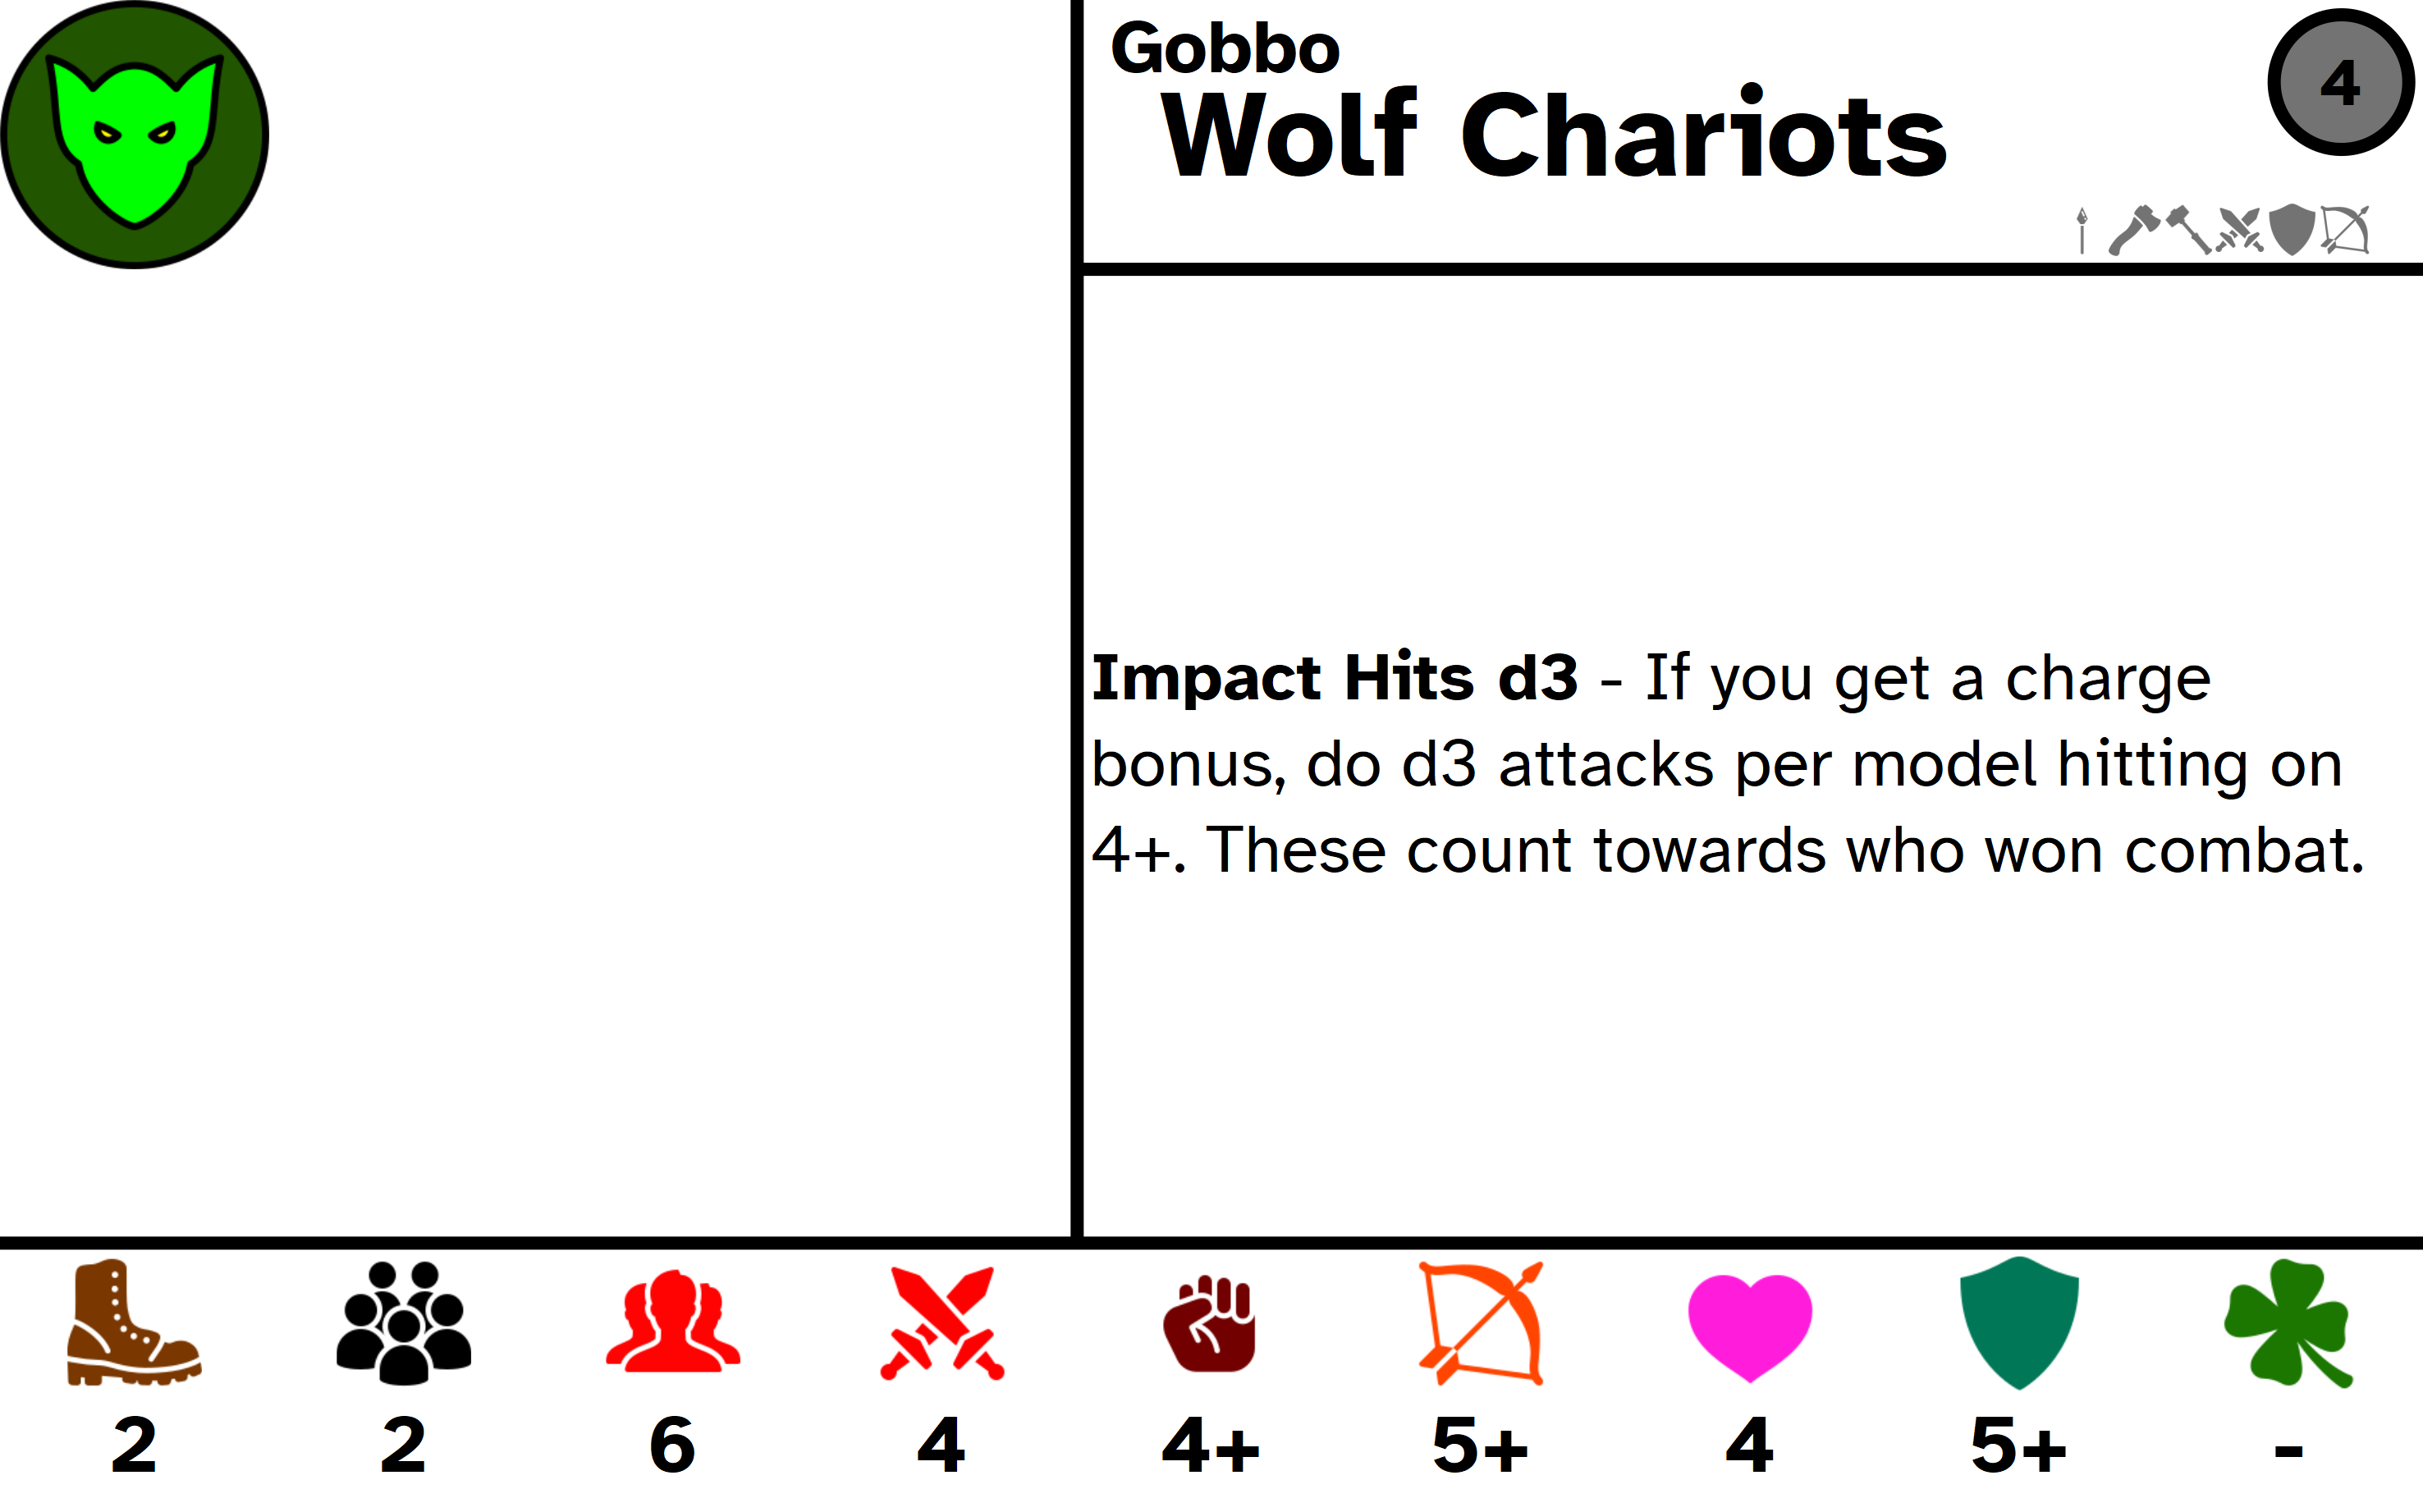 Gobbo
Wolf Chariots
4
Impact Hits d3 - If you get a charge
bonus, do d3 attacks per model hitting on
4+. These count towards who won combat.
2 2 6 4 4+ 5+ 4 5+ -